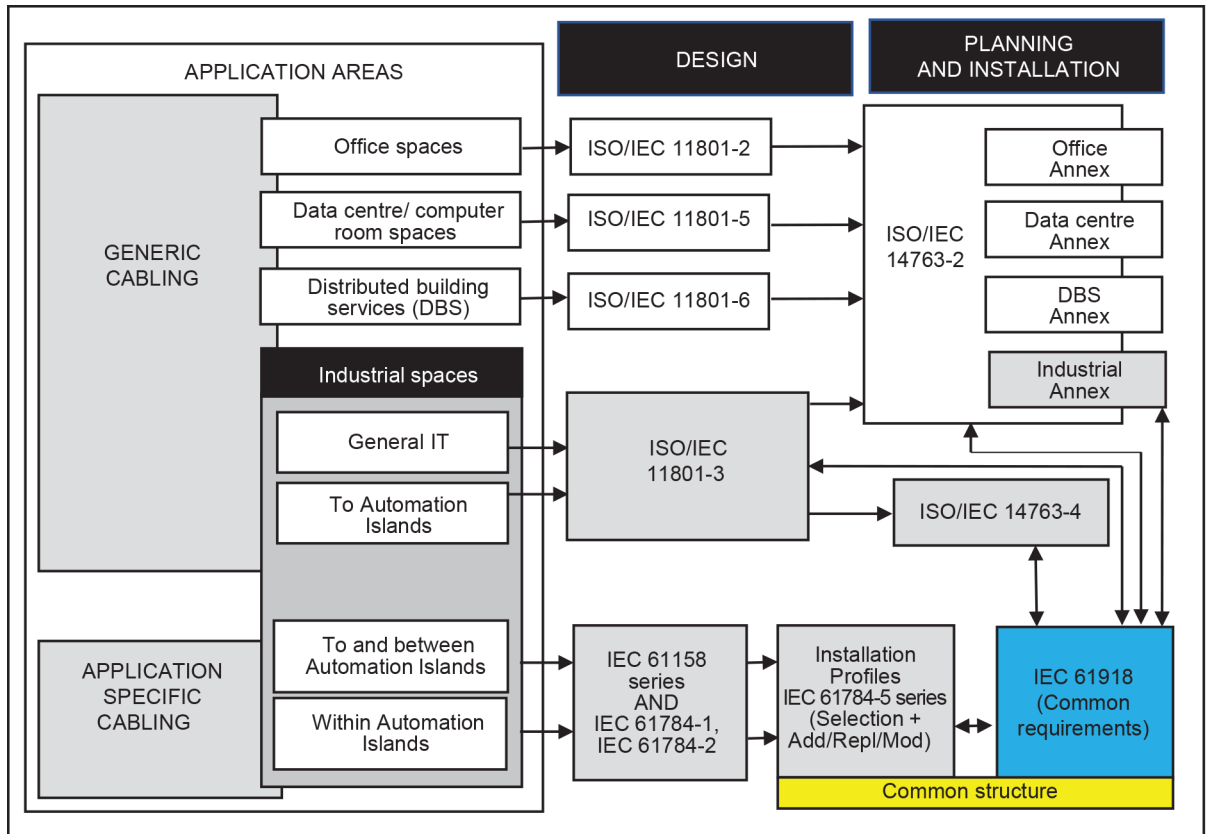 APPLICATION AREAS
DESIGN
PLANNING
AND INSTALLATION
GENERIC
CABLING
Office spaces
ISO/IEC 11801-2
Data centre/ computer
room spaces
ISO/IEC 11801-5
Distributed building
services (DBS)
ISO/IEC 11801-6
ISO/IEC
14763-2
Office
Annex
Data centre
Annex
DBS
Annex
Industrial
Annex
Industrial spaces
General IT
To Automation
Islands
ISO/IEC
11801-3
ISO/IEC 14763-4
APPLICATION
SPECIFIC
CABLING
To and between
Automation Islands
Within Automation
Islands
IEC 61158
series
AND
IEC 61784-1,
IEC 61784-2
Installation
Profiles
IEC 61784-5 series
(Selection +
Add/Repl/Mod)
IEC 61918
(Common
requirements)
Common structure